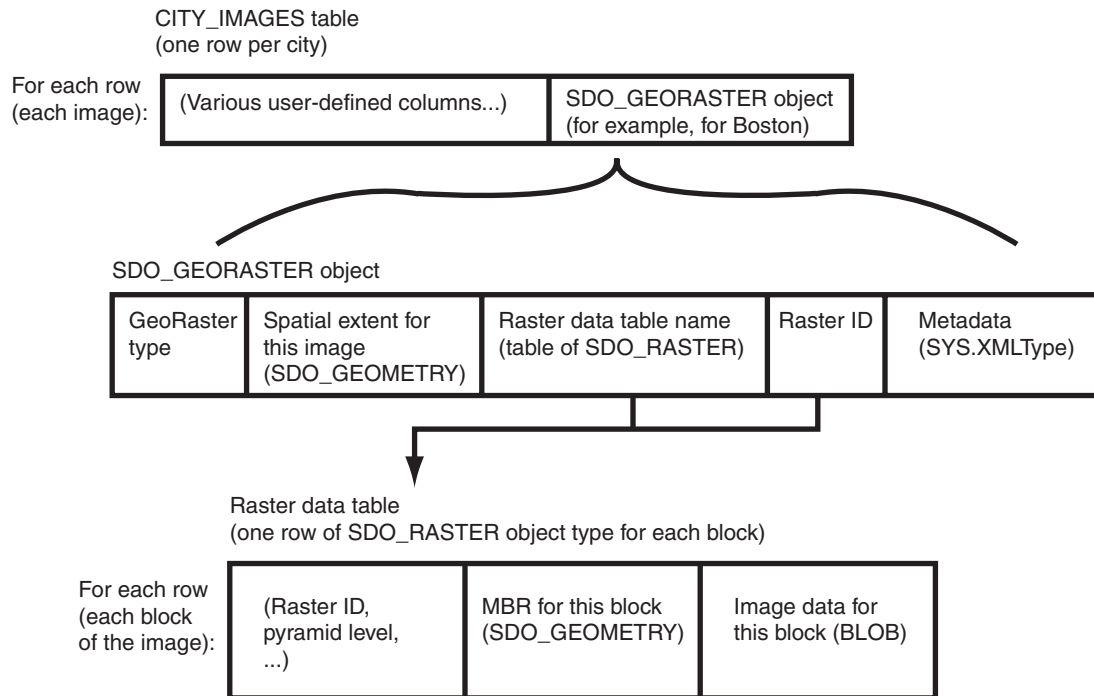 CITY_IMAGES table
(one row per city)
For each row
(each image):
(Various user-defined columns...)
SDO_GEORASTER object
(for example, for Boston)
SDO_GEORASTER object
GeoRaster
type
Spatial extent for
this image
(SDO_GEOMETRY)
Raster data table name
(table of SDO_RASTER)
Raster ID
Metadata
(SYS.XMLType)
Raster data table
(one row of SDO_RASTER object type for each block)
For each row
(each block
of the image):
(Raster ID,
pyramid level,
...)
MBR for this block
(SDO_GEOMETRY)
Image data for
this block (BLOB)